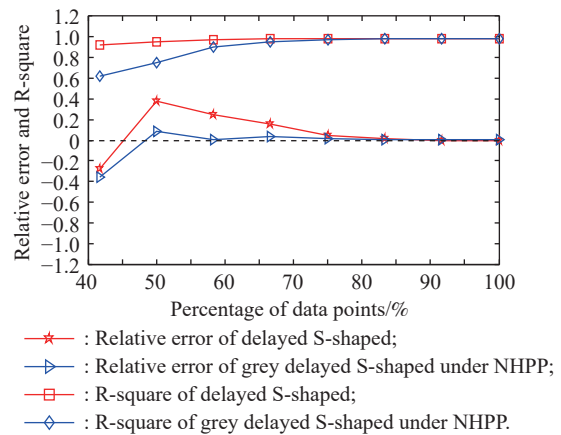 1.2
1.0
0.8
0.6
0.4
0.2
0
−0.2
−0.4
−0.6
−0.8
−1.0
−1.2
Relative error and R-square
40 50 60 70 80 90 100
Percentage of data points/%
: Relative error of delayed S-shaped;
: Relative error of grey delayed S-shaped under NHPP;
: R-square of delayed S-shaped;
: R-square of grey delayed S-shaped under NHPP.